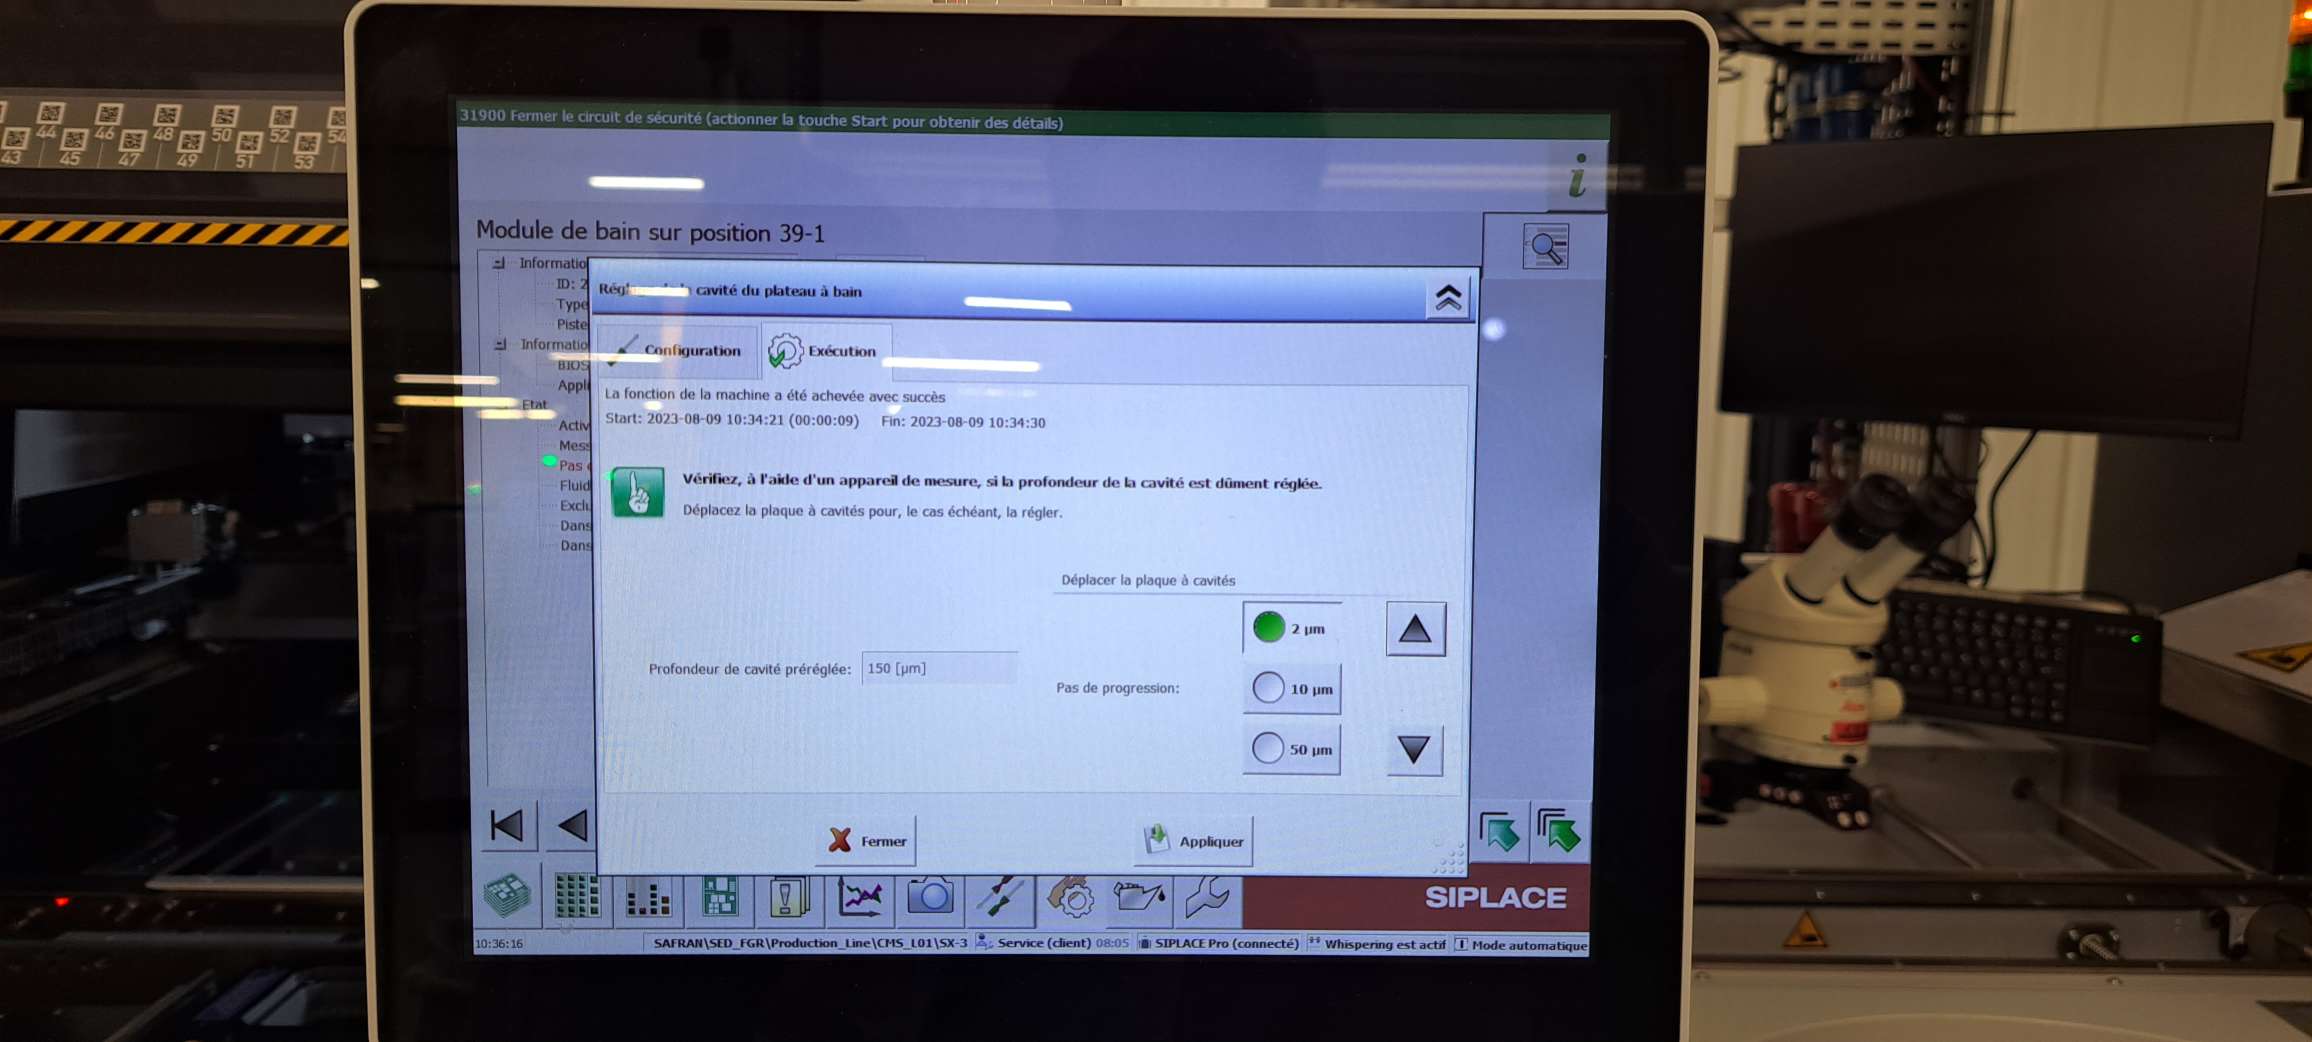 31900 Fermer le circuit de sécurité (actionner la touche Start pour obtenir des détails)
44 46 48 50 52 54
43 45 47 49 51 53
i
Module de bain sur position 39-1
Informatio
ID: 2
Type
Piste
Informatio
BIOS
Appli
Etat
Activ
Mess
Pas
Fluid
Exclu
Dans
Dans
cavité du plateau à bain
Configuration
Exécution
La fonction de la machine a été achevée avec succès
Start: 2023-08-09 10:34:21 (00:00:09) Fin: 2023-08-09 10:34:30
Vérifiez, à l'aide d'un appareil de mesure, si la profondeur de la cavité est dûment réglée.
Déplacez la plaque à cavités pour, le cas échéant, la régler.
Déplacer la plaque à cavités
2 µm
Profondeur de cavité préréglée: 150 [µm]
Pas de progression:
10 µm
50 µm
Fermer
Appliquer
SIPLACE
10:36:16
SAFRAN\SED_FGR\Production_Line\CMS_L01\SX-3
Service (client) 08:05
SIPLACE Pro (connecté)
Whispering est actif
Mode automatique